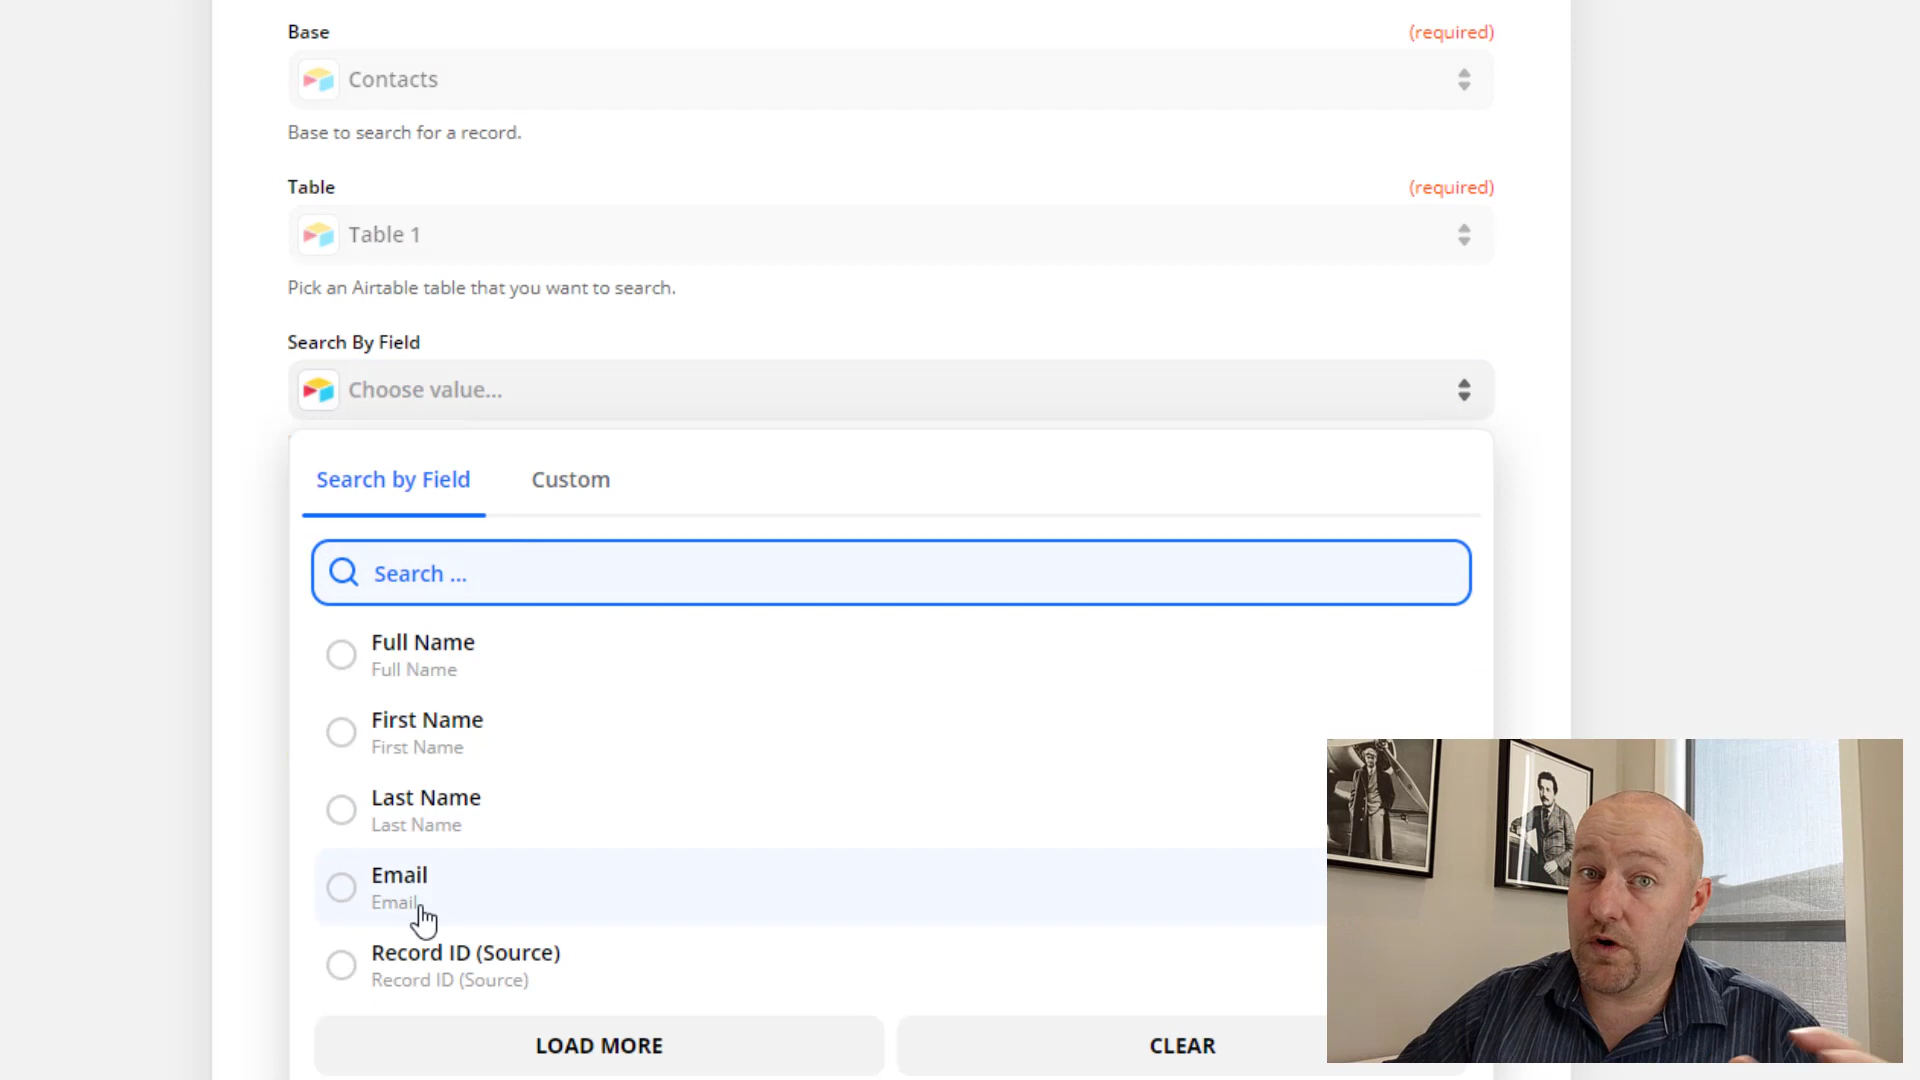 Base
(required)
Contacts
Base to search for a record.
Table
(required)
Table 1
Pick an Airtable table that you want to search.
Search By Field
Choose value...
Search by Field
Custom
Search ...
Full Name
Full Name
First Name
First Name
Last Name
Last Name
Email
Email
Record ID (Source)
Record ID (Source)
LOAD MORE
CLEAR